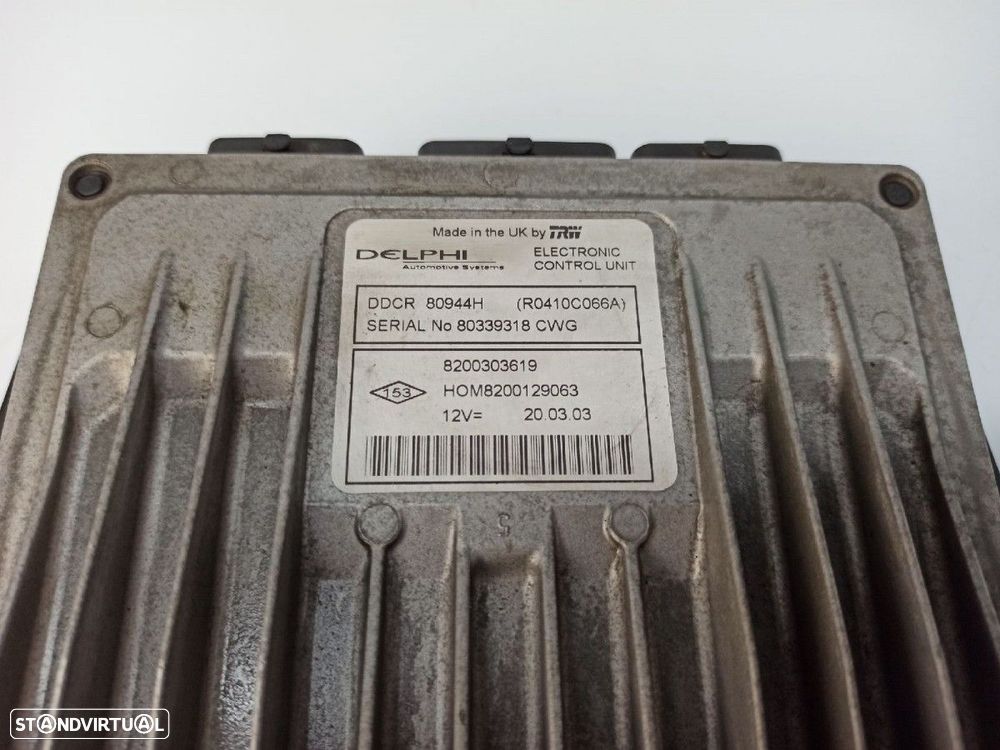 Made in the UK by TRW
DELPHI
Automotive Systems
ELECTRONIC
CONTROL UNIT
DDCR 80944H (R0410C066A)
SERIAL No 80339318 CWG
8200303619
153
HOM8200129063
12V= 20.03.03
5
STANDVIRTUAL